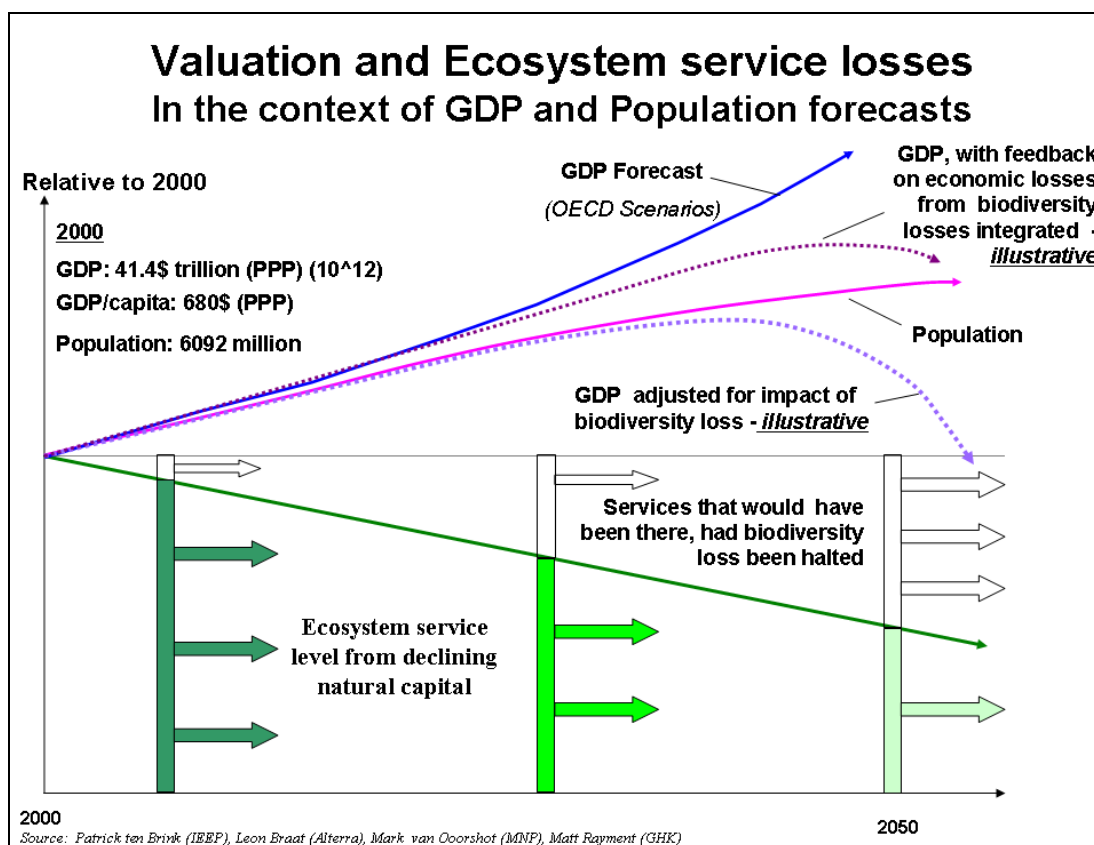 Valuation and Ecosystem service losses
In the context of GDP and Population forecasts
Relative to 2000
2000
GDP: 41.4$ trillion (PPP) (10^12)
GDP/capita: 680$ (PPP)
Population: 6092 million
GDP Forecast
(OECD Scenarios)
GDP, with feedback
on economic losses
from biodiversity
losses integrated -
illustrative
Population
GDP adjusted for impact of
biodiversity loss - illustrative
Services that would have
been there, had biodiversity
loss been halted
Ecosystem service
level from declining
natural capital
2000
2050
Source: Patrick ten Brink (IEEP), Leon Braat (Alterra), Mark van Ooorshot (MNP), Matt Rayment (GHK)